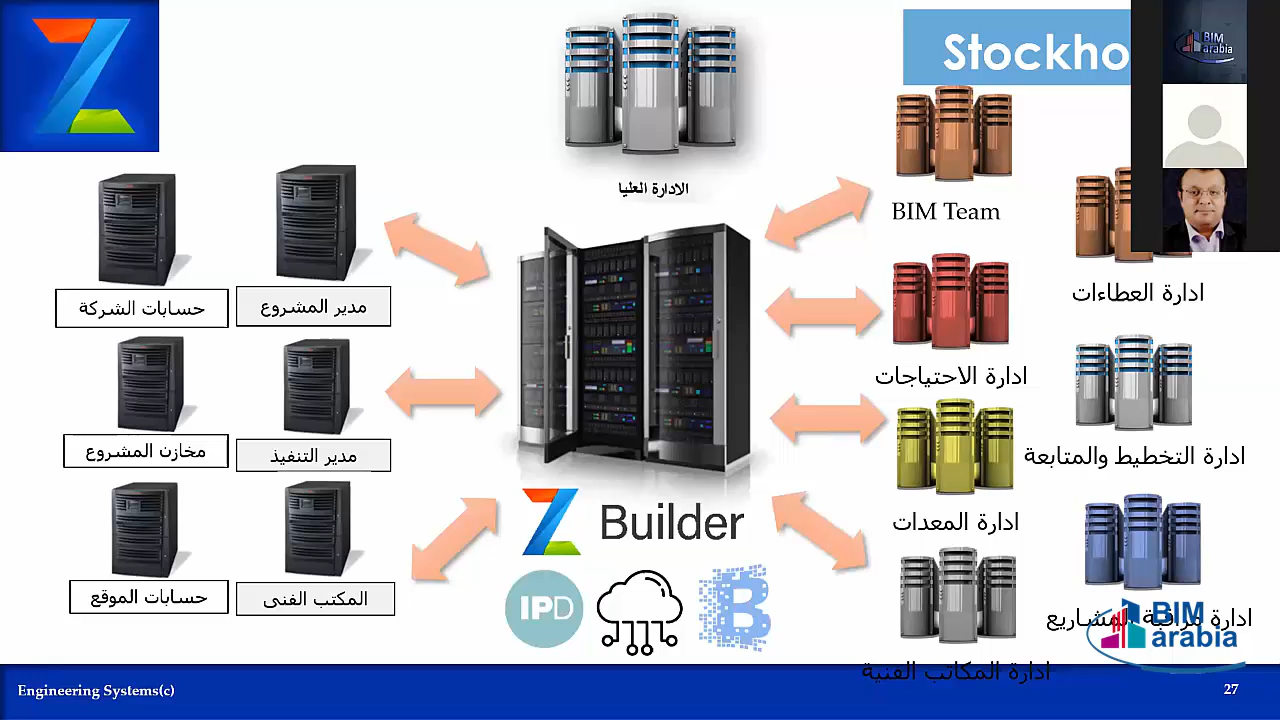 Stockho
BIM
arabia
الادارة العليا
BIM Team
ادارة العطاءات
حسابات الشركة
مدير المشروع
ادارة الاحتياجات
مخازن المشروع
مدير التنفيذ
ادارة التخطيط والمتابعة
ادارة المعدات
Builder
حسابات الموقع
المكتب الفنى
IPD
ادارة مراقبة المشاريع
BIM
arabia
ادارة المكاتب الفنية
Engineering Systems(c)
27